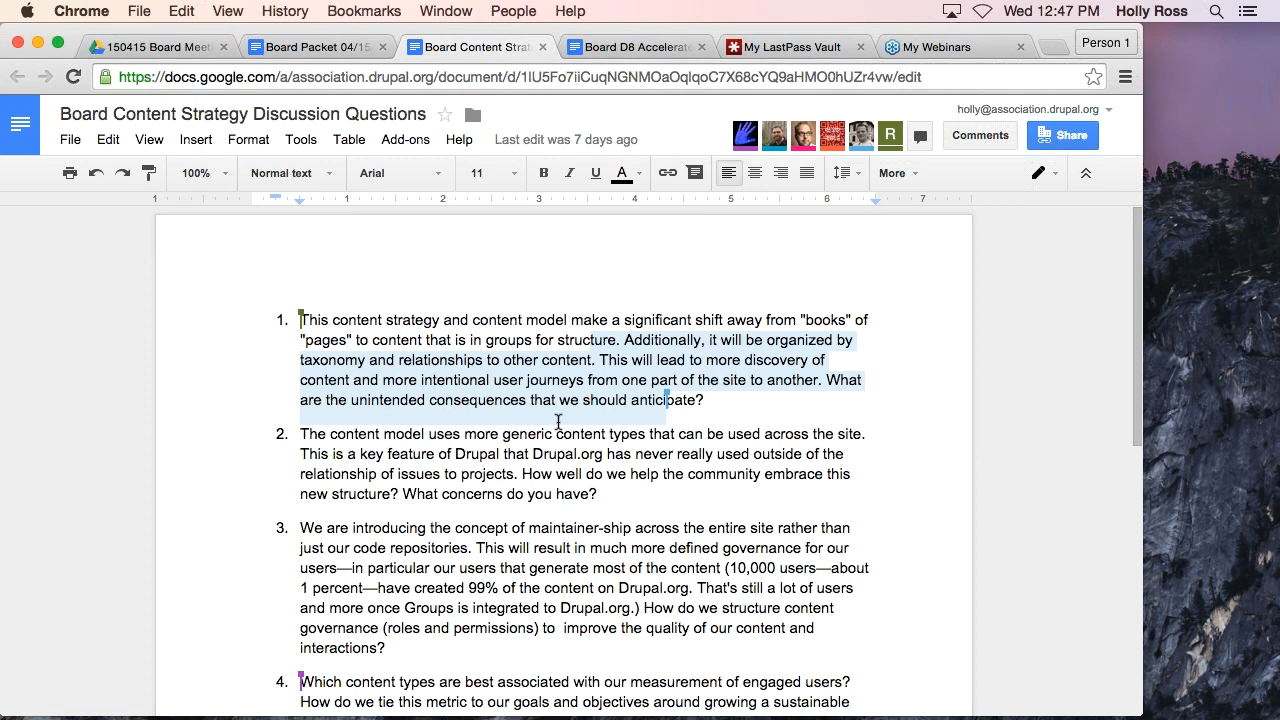 Chrome File Edit View History Bookmarks Window People Help Wed 12:47 PM Holly Ross
150415 Board Meet Board Packet 04/15/ Board Content Strat Board D8 Accelerate My LastPass Vault My Webinars Person 1
https://docs.google.com/a/association.drupal.org/document/d/1IU5Fo7iiCuqNGNMOaOqIqoC7X68cYQ9aHMO0hUZr4vw/edit
Board Content Strategy Discussion Questions holly@association.drupal.org
File Edit View Insert Format Tools Table Add-ons Help Last edit was 7 days ago R Comments Share
100% Normal text Arial 11 B I U A More
1 1 2 3 4 5 6 7
1. This content strategy and content model make a significant shift away from "books" of
"pages" to content that is in groups for structure. Additionally, it will be organized by
taxonomy and relationships to other content. This will lead to more discovery of
content and more intentional user journeys from one part of the site to another. What
are the unintended consequences that we should anticipate?
2. The content model uses more generic content types that can be used across the site.
This is a key feature of Drupal that Drupal.org has never really used outside of the
relationship of issues to projects. How well do we help the community embrace this
new structure? What concerns do you have?
3. We are introducing the concept of maintainer-ship across the entire site rather than
just our code repositories. This will result in much more defined governance for our
users—in particular our users that generate most of the content (10,000 users—about
1 percent—have created 99% of the content on Drupal.org. That's still a lot of users
and more once Groups is integrated to Drupal.org.) How do we structure content
governance (roles and permissions) to improve the quality of our content and
interactions?
4. Which content types are best associated with our measurement of engaged users?
How do we tie this metric to our goals and objectives around growing a sustainable